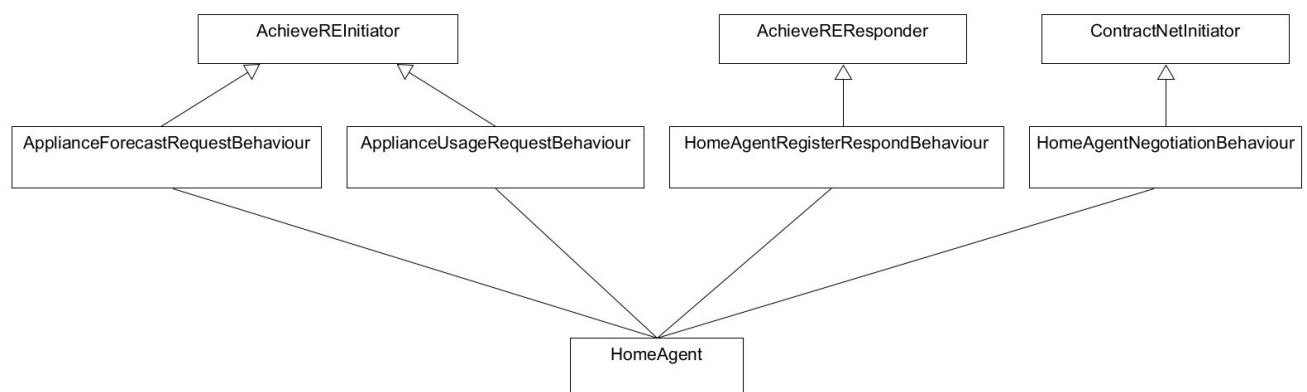 AchieveREInitiator
AchieveREResponder
ContractNetInitiator
ApplianceForecastRequestBehaviour
ApplianceUsageRequestBehaviour
HomeAgentRegisterRespondBehaviour
HomeAgentNegotiationBehaviour
HomeAgent